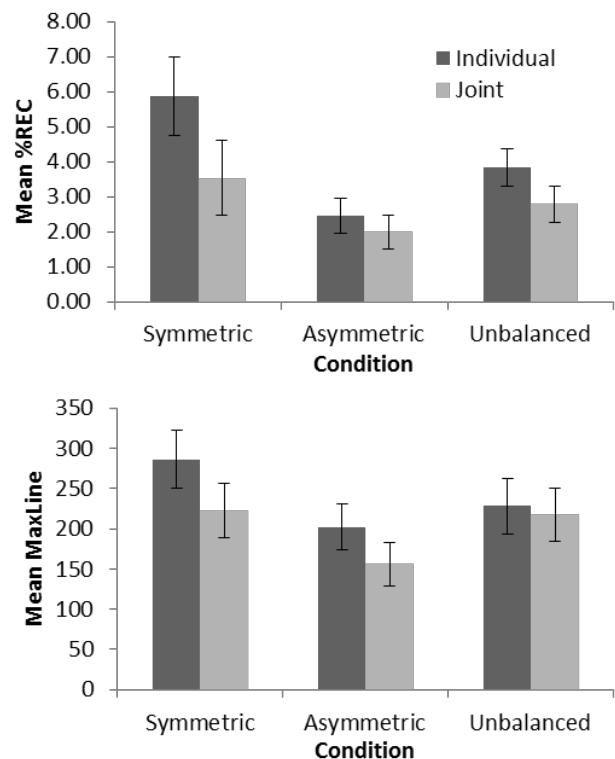 8.00
7.00
6.00
5.00
4.00
3.00
2.00
1.00
0.00
Mean %REC
Individual
Joint
Symmetric Asymmetric Unbalanced
Condition
350
300
250
200
150
100
50
0
Mean MaxLine
Symmetric Asymmetric Unbalanced
Condition